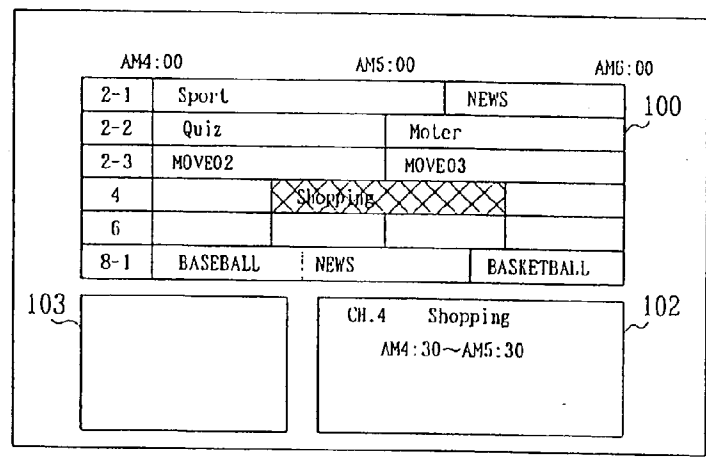 AM4:00 AM5:00 AM6:00
2-1 Sport NEWS
100
2-2 Quiz Moter
2-3 MOVE02 MOVE03
4 Shopping
6
8-1 BASEBALL NEWS BASKETBALL
103 CH.4 Shopping 102
AM4:30~AM5:30